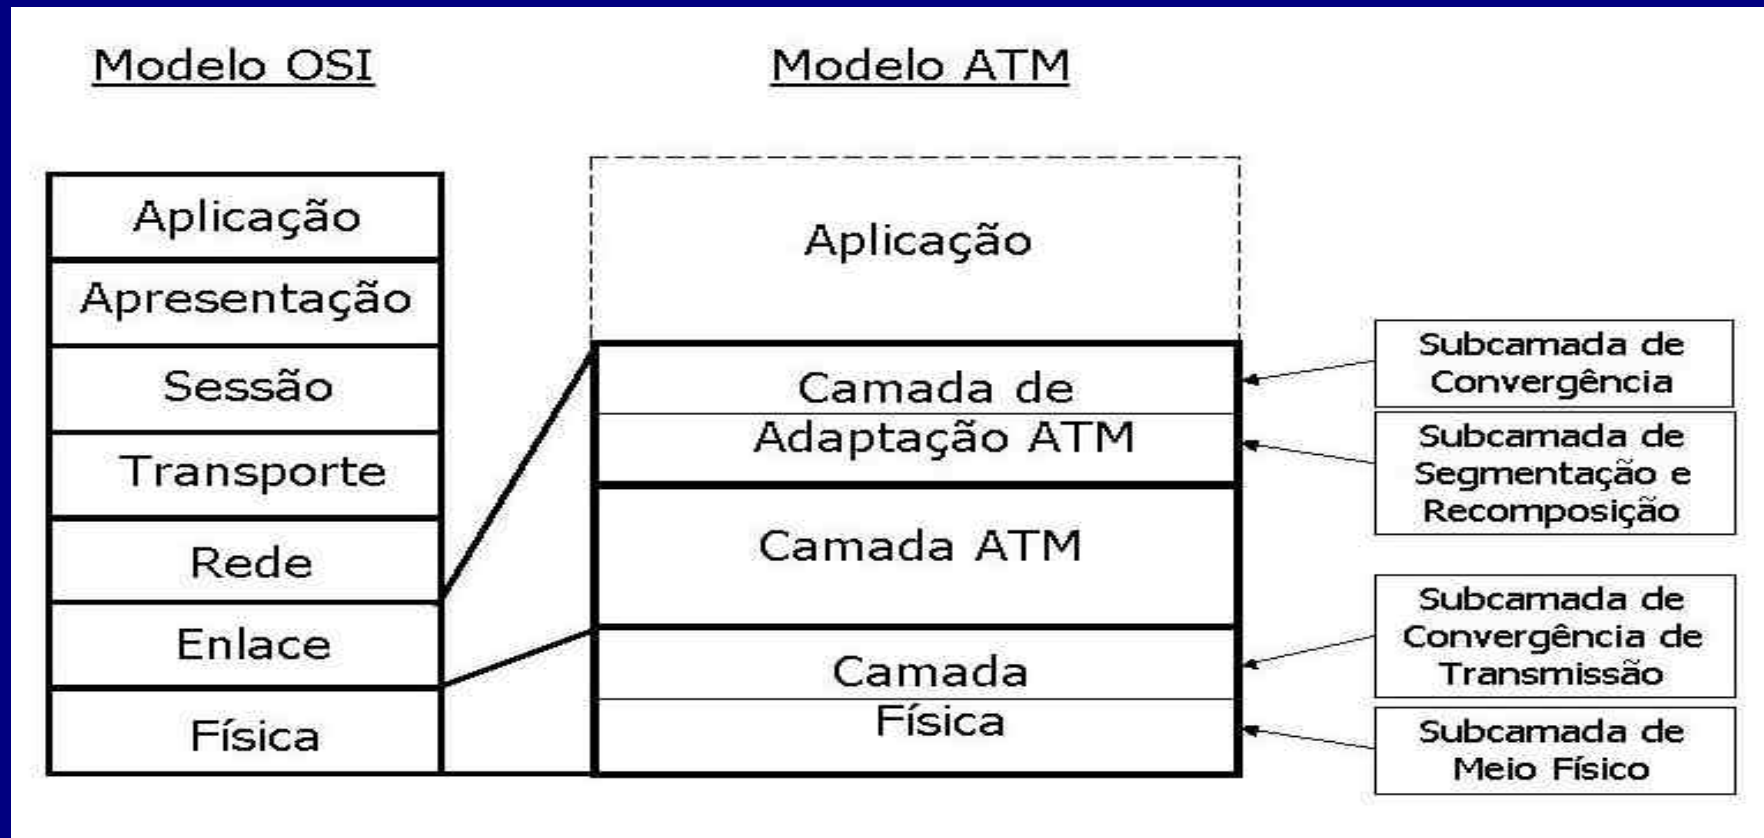 Modelo OSI
Modelo ATM
Aplicação
Apresentação
Sessão
Transporte
Rede
Enlace
Física
Aplicação
Camada de
Adaptação ATM
Camada ATM
Camada
Física
Subcamada de
Convergência
Subcamada de
Segmentação e
Recomposição
Subcamada de
Convergência de
Transmissão
Subcamada de
Meio Físico